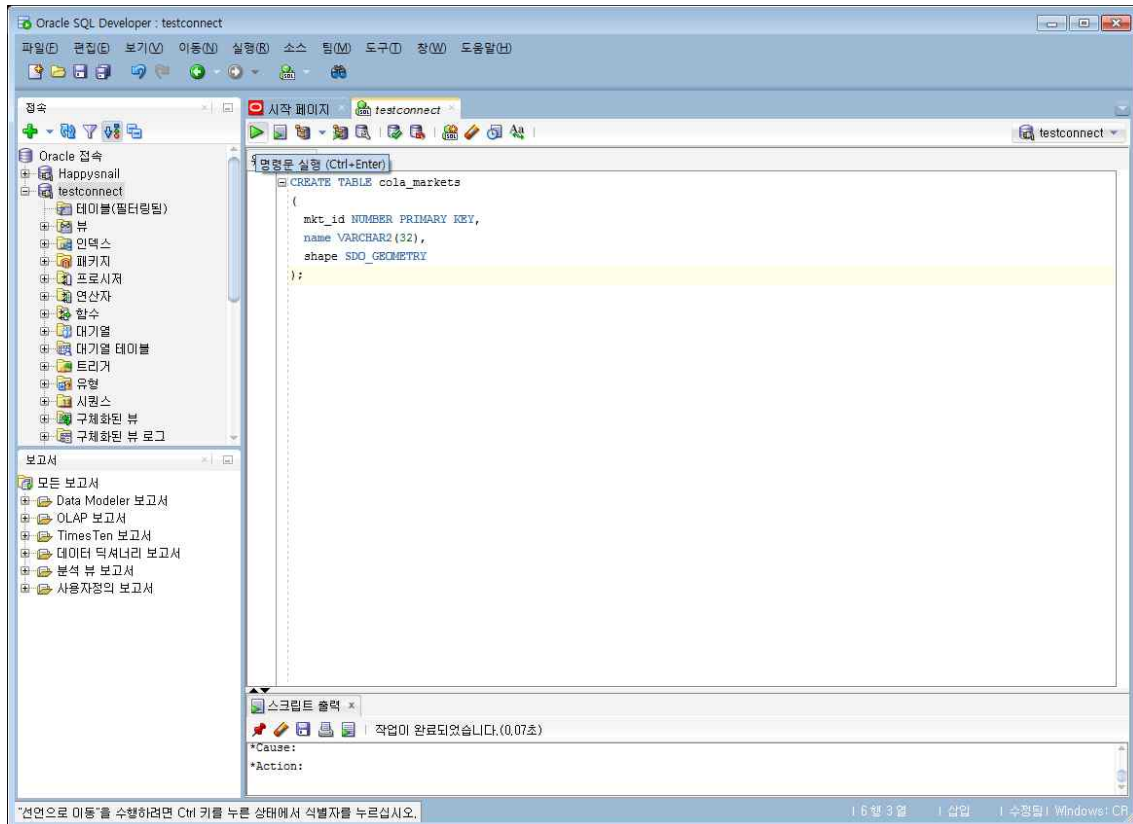 Oracle SQL Developer : testconnect
파일(F) 편집(E) 보기(V) 이동(N) 실행(R) 소스 팀(M) 도구(T) 창(W) 도움말(H)
접속
Oracle 접속
Happysnail
testconnect
테이블(필터링됨)
뷰
인덱스
패키지
프로시저
연산자
함수
대기열
대기열 테이블
트리거
유형
시퀀스
구체화된 뷰
구체화된 뷰 로그
보고서
모든 보고서
Data Modeler 보고서
OLAP 보고서
TimesTen 보고서
데이터 딕셔너리 보고서
분석 뷰 보고서
사용자정의 보고서
시작 페이지 testconnect
testconnect
명령문 실행 (Ctrl+Enter)
CREATE TABLE cola_markets
(
mkt_id NUMBER PRIMARY KEY,
name VARCHAR2(32),
shape SDO_GEOMETRY
);
스크립트 출력
작업이 완료되었습니다.(0,07초)
*Cause:
*Action:
"선언으로 이동"을 수행하려면 Ctrl 키를 누른 상태에서 식별자를 누르십시오.
6행 3열 삽입 수정됨 Windows: CR